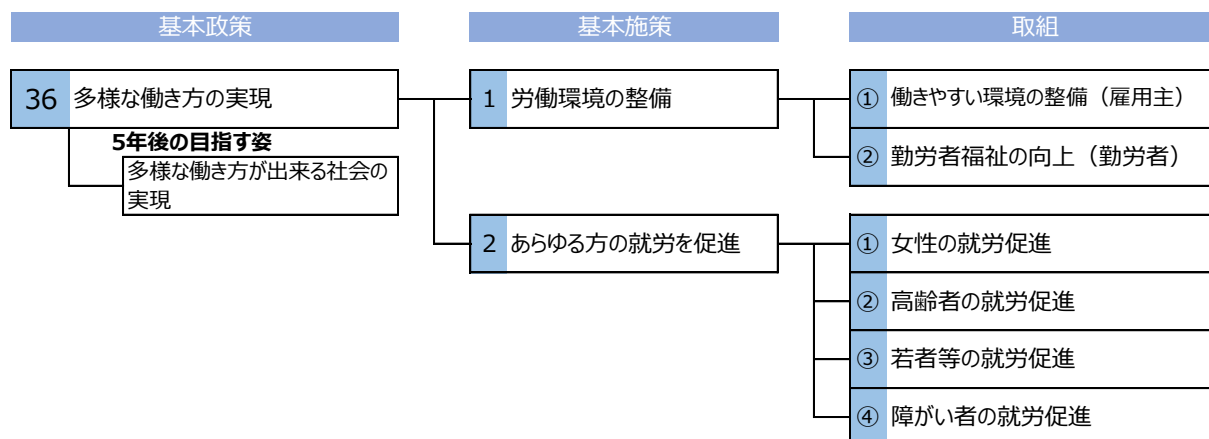 基本政策
基本施策
取組
36 多様な働き方の実現
5年後の目指す姿
多様な働き方が出来る社会の
実現
1 労働環境の整備
① 働きやすい環境の整備（雇用主）
② 勤労者福祉の向上（勤労者）
2 あらゆる方の就労を促進
① 女性の就労促進
② 高齢者の就労促進
③ 若者等の就労促進
④ 障がい者の就労促進